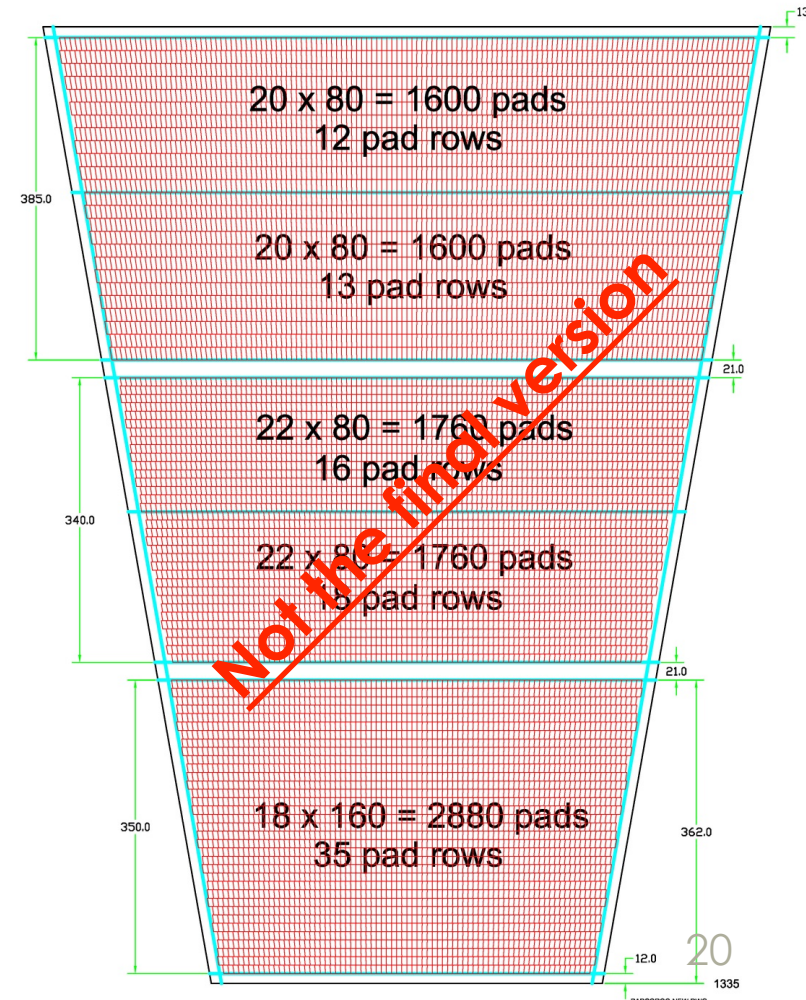 13
20 x 80 = 1600 pads
12 pad rows
385.0
20 x 80 = 1600 pads
13 pad rows
21.0
22 x 80 = 1760 pads
16 pad rows
Not the final version
340.0
22 x 80 = 1760 pads
18 pad rows
21.0
18 x 160 = 2880 pads
35 pad rows
350.0
362.0
12.0
20
1335